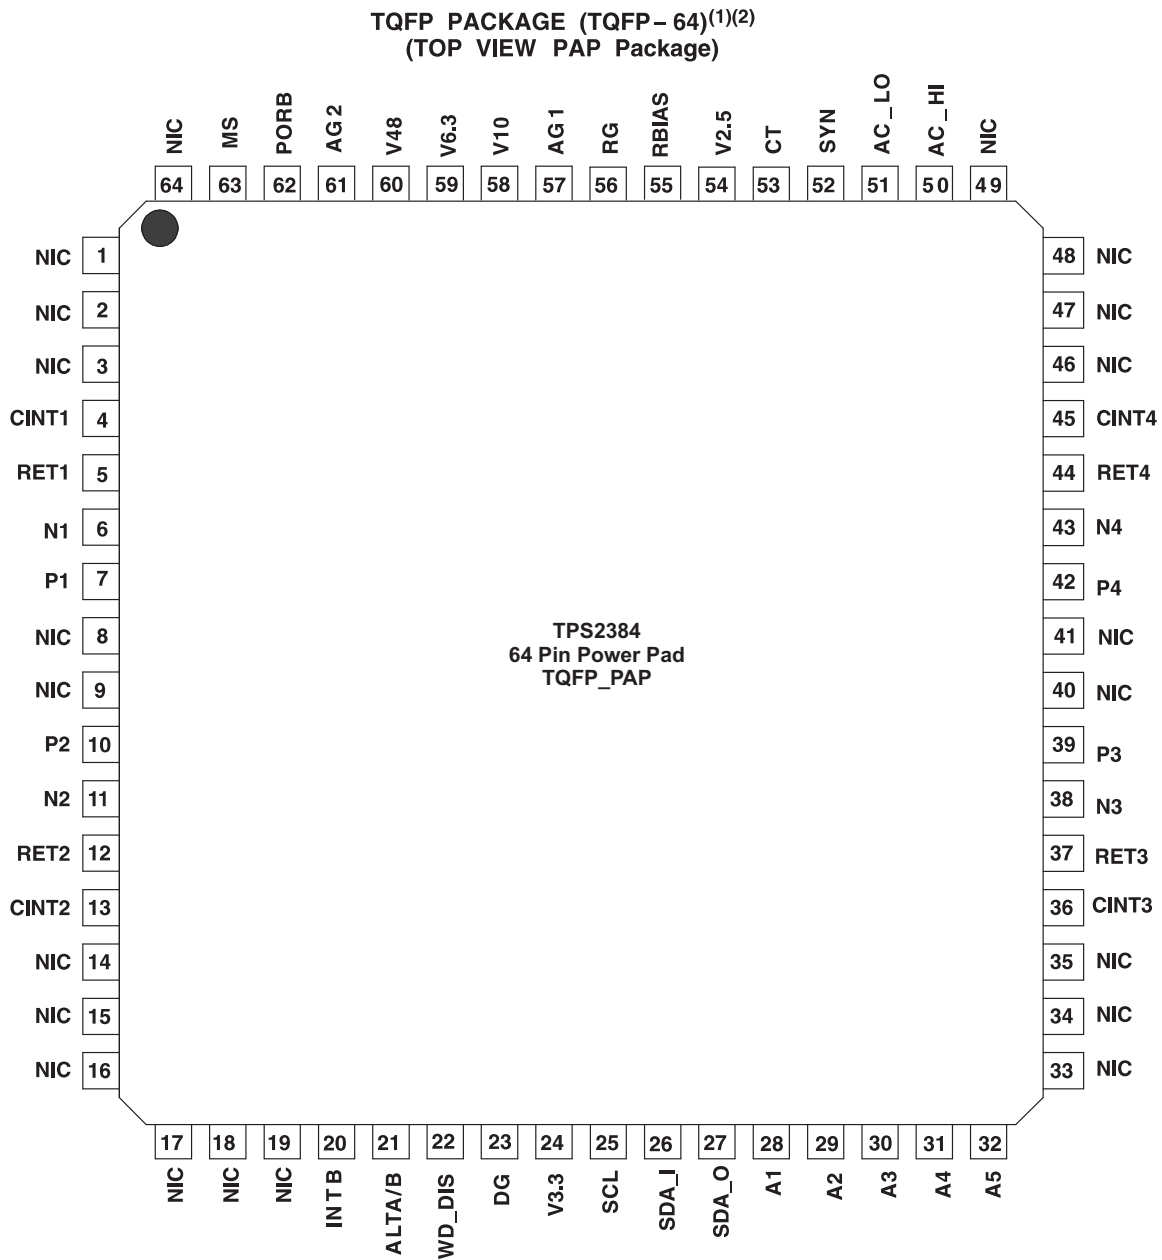 TQFP PACKAGE (TQFP-64)(1)(2)
(TOP VIEW PAP Package)
NIC MS PORB AG2 V48 V6.3 V10 AG1 RG RBIAS V2.5 CT SYN AC_LO AC_HI NIC
64 63 62 61 60 59 58 57 56 55 54 53 52 51 50 49
NIC 1 48 NIC
NIC 2 47 NIC
NIC 3 46 NIC
CINT1 4 45 CINT4
RET1 5 44 RET4
N1 6 43 N4
P1 7 42 P4
NIC 8 41 NIC
TPS2384
64 Pin Power Pad
TQFP_PAP
NIC 9 40 NIC
P2 10 39 P3
N2 11 38 N3
RET2 12 37 RET3
CINT2 13 36 CINT3
NIC 14 35 NIC
NIC 15 34 NIC
NIC 16 33 NIC
17 18 19 20 21 22 23 24 25 26 27 28 29 30 31 32
NIC NIC NIC INTB ALTA/B WD_DIS DG V3.3 SCL SDA_I SDA_O A1 A2 A3 A4 A5